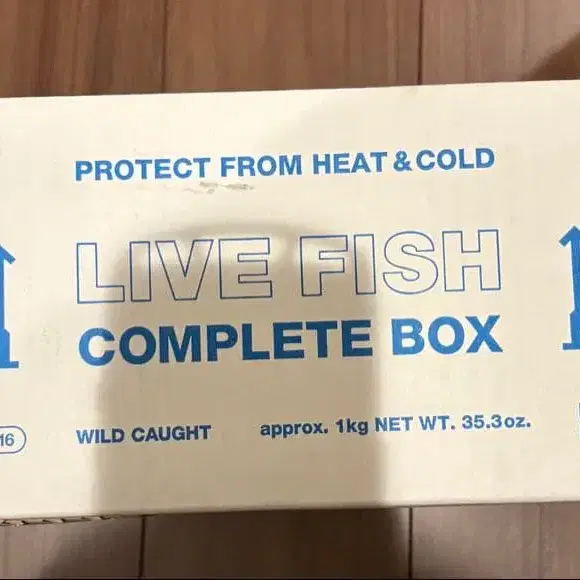 PROTECT FROM HEAT & COLD
LIVE FISH
COMPLETE BOX
16
WILD CAUGHT approx. 1kg NET WT. 35.3oz.